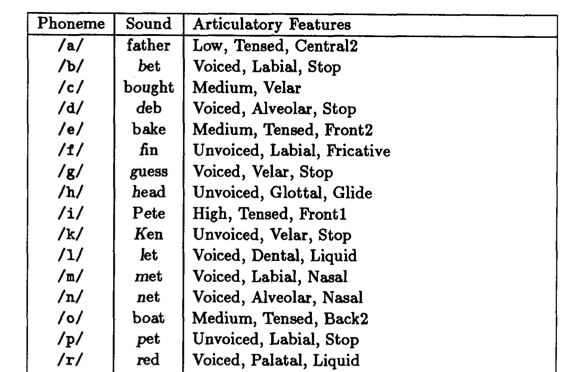 Phoneme Sound Articulatory Features
/a/ father Low, Tensed, Central2
/b/ bet Voiced, Labial, Stop
/c/ bought Medium, Velar
/d/ deb Voiced, Alveolar, Stop
/e/ bake Medium, Tensed, Front2
/f/ fin Unvoiced, Labial, Fricative
/g/ guess Voiced, Velar, Stop
/h/ head Unvoiced, Glottal, Glide
/i/ Pete High, Tensed, Front1
/k/ Ken Unvoiced, Velar, Stop
/l/ let Voiced, Dental, Liquid
/m/ met Voiced, Labial, Nasal
/n/ net Voiced, Alveolar, Nasal
/o/ boat Medium, Tensed, Back2
/p/ pet Unvoiced, Labial, Stop
/r/ red Voiced, Palatal, Liquid